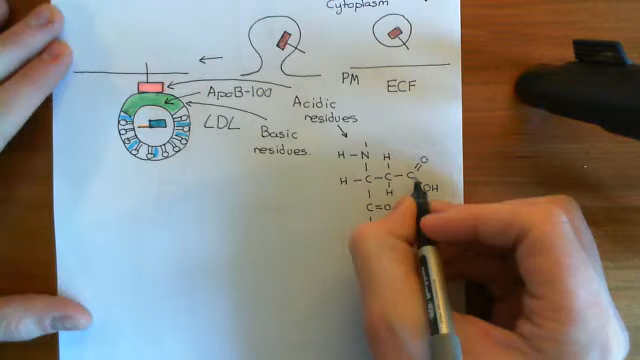 Cytoplasm
PM
ECF
ApoB-100
Acidic
residues
LDL
Basic
residues.
H-N H O
H-C-C-C
H OH
C=O